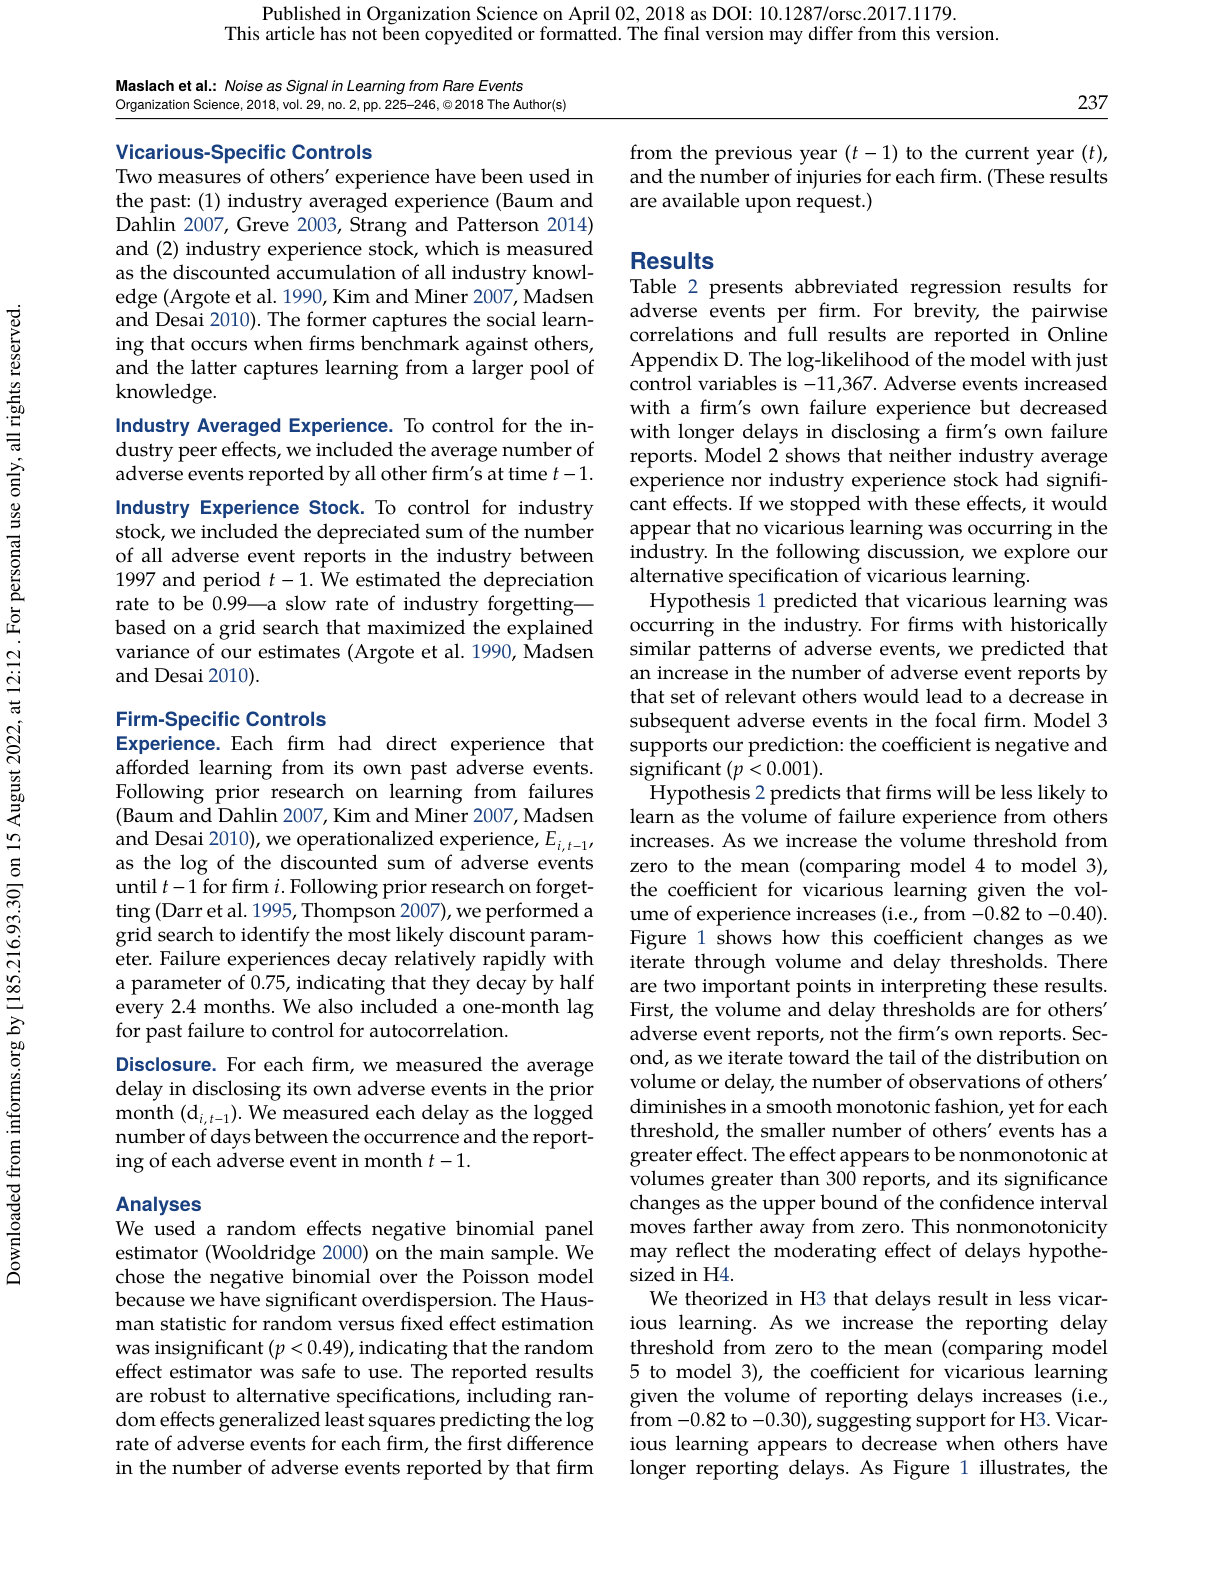 Published in Organization Science on April 02, 2018 as DOI: 10.1287/orsc.2017.1179.
This article has not been copyedited or formatted. The final version may differ from this version.
Maslach et al.: Noise as Signal in Learning from Rare Events
Organization Science, 2018, vol. 29, no. 2, pp. 225–246, © 2018 The Author(s)
237
Vicarious-Specific Controls
Two measures of others’ experience have been used in
the past: (1) industry averaged experience (Baum and
Dahlin 2007, Greve 2003, Strang and Patterson 2014)
and (2) industry experience stock, which is measured
as the discounted accumulation of all industry knowl-
edge (Argote et al. 1990, Kim and Miner 2007, Madsen
and Desai 2010). The former captures the social learn-
ing that occurs when firms benchmark against others,
and the latter captures learning from a larger pool of
knowledge.
Industry Averaged Experience. To control for the in-
dustry peer effects, we included the average number of
adverse events reported by all other firm’s at time t − 1.
Industry Experience Stock. To control for industry
stock, we included the depreciated sum of the number
of all adverse event reports in the industry between
1997 and period t − 1. We estimated the depreciation
rate to be 0.99—a slow rate of industry forgetting—
based on a grid search that maximized the explained
variance of our estimates (Argote et al. 1990, Madsen
and Desai 2010).
Firm-Specific Controls
Experience. Each firm had direct experience that
afforded learning from its own past adverse events.
Following prior research on learning from failures
(Baum and Dahlin 2007, Kim and Miner 2007, Madsen
and Desai 2010), we operationalized experience, E_{i,t−1},
as the log of the discounted sum of adverse events
until t − 1 for firm i. Following prior research on forget-
ting (Darr et al. 1995, Thompson 2007), we performed a
grid search to identify the most likely discount param-
eter. Failure experiences decay relatively rapidly with
a parameter of 0.75, indicating that they decay by half
every 2.4 months. We also included a one-month lag
for past failure to control for autocorrelation.
Disclosure. For each firm, we measured the average
delay in disclosing its own adverse events in the prior
month (d_{i,t−1}). We measured each delay as the logged
number of days between the occurrence and the report-
ing of each adverse event in month t − 1.
Analyses
We used a random effects negative binomial panel
estimator (Wooldridge 2000) on the main sample. We
chose the negative binomial over the Poisson model
because we have significant overdispersion. The Haus-
man statistic for random versus fixed effect estimation
was insignificant (p < 0.49), indicating that the random
effect estimator was safe to use. The reported results
are robust to alternative specifications, including ran-
dom effects generalized least squares predicting the log
rate of adverse events for each firm, the first difference
in the number of adverse events reported by that firm
from the previous year (t − 1) to the current year (t),
and the number of injuries for each firm. (These results
are available upon request.)
Results
Table 2 presents abbreviated regression results for
adverse events per firm. For brevity, the pairwise
correlations and full results are reported in Online
Appendix D. The log-likelihood of the model with just
control variables is −11,367. Adverse events increased
with a firm’s own failure experience but decreased
with longer delays in disclosing a firm’s own failure
reports. Model 2 shows that neither industry average
experience nor industry experience stock had signifi-
cant effects. If we stopped with these effects, it would
appear that no vicarious learning was occurring in the
industry. In the following discussion, we explore our
alternative specification of vicarious learning.
Hypothesis 1 predicted that vicarious learning was
occurring in the industry. For firms with historically
similar patterns of adverse events, we predicted that
an increase in the number of adverse event reports by
that set of relevant others would lead to a decrease in
subsequent adverse events in the focal firm. Model 3
supports our prediction: the coefficient is negative and
significant (p < 0.001).
Hypothesis 2 predicts that firms will be less likely to
learn as the volume of failure experience from others
increases. As we increase the volume threshold from
zero to the mean (comparing model 4 to model 3),
the coefficient for vicarious learning given the vol-
ume of experience increases (i.e., from −0.82 to −0.40).
Figure 1 shows how this coefficient changes as we
iterate through volume and delay thresholds. There
are two important points in interpreting these results.
First, the volume and delay thresholds are for others’
adverse event reports, not the firm’s own reports. Sec-
ond, as we iterate toward the tail of the distribution on
volume or delay, the number of observations of others’
diminishes in a smooth monotonic fashion, yet for each
threshold, the smaller number of others’ events has a
greater effect. The effect appears to be nonmonotonic at
volumes greater than 300 reports, and its significance
changes as the upper bound of the confidence interval
moves farther away from zero. This nonmonotonicity
may reflect the moderating effect of delays hypothe-
sized in H4.
We theorized in H3 that delays result in less vicar-
ious learning. As we increase the reporting delay
threshold from zero to the mean (comparing model
5 to model 3), the coefficient for vicarious learning
given the volume of reporting delays increases (i.e.,
from −0.82 to −0.30), suggesting support for H3. Vicar-
ious learning appears to decrease when others have
longer reporting delays. As Figure 1 illustrates, the
Downloaded from informs.org by [185.216.93.30] on 15 August 2022, at 12:12 . For personal use only, all rights reserved.